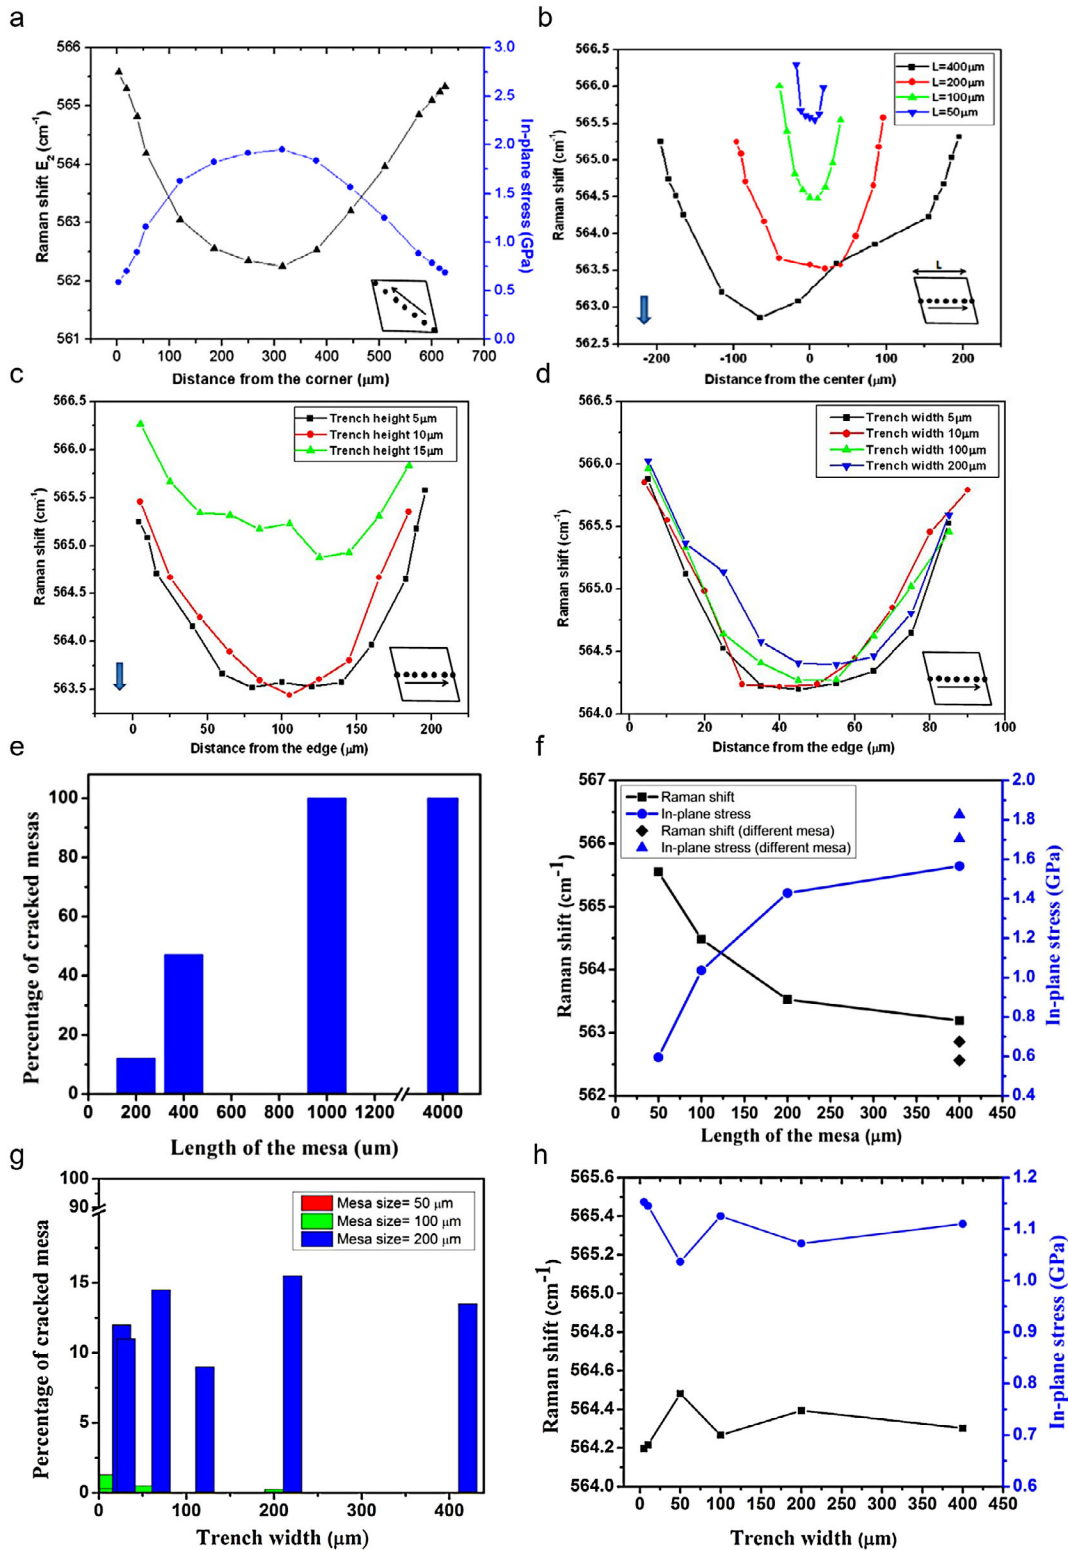 a
566
565
564
563
562
561
3.0
2.5
2.0
1.5
1.0
0.5
0.0
Raman shift E2 (cm-1)
In-plane stress (GPa)
0 100 200 300 400 500 600 700
Distance from the corner (μm)
b
566.5
566.0
565.5
565.0
564.5
564.0
563.5
563.0
562.5
Raman shift (cm-1)
L=400μm
L=200μm
L=100μm
L=50μm
L
-200 -100 0 100 200
Distance from the center (μm)
c
566.5
566.0
565.5
565.0
564.5
564.0
563.5
Raman shift (cm-1)
Trench height 5μm
Trench height 10μm
Trench height 15μm
0 50 100 150 200
Distance from the edge (μm)
d
566.5
566.0
565.5
565.0
564.5
564.0
Raman shift (cm-1)
Trench width 5μm
Trench width 10μm
Trench width 100μm
Trench width 200μm
0 20 40 60 80 100
Distance from the edge (μm)
e
100
80
60
40
20
0
Percentage of cracked mesas
0 200 400 600 800 1000 1200 4000
Length of the mesa (um)
f
567
566
565
564
563
562
Raman shift (cm-1)
Raman shift
In-plane stress
Raman shift (different mesa)
In-plane stress (different mesa)
2.0
1.8
1.6
1.4
1.2
1.0
0.8
0.6
0.4
In-plane stress (GPa)
0 50 100 150 200 250 300 350 400 450
Length of the mesa (μm)
g
100
90
15
10
5
0
Percentage of cracked mesa
Mesa size= 50 μm
Mesa size= 100 μm
Mesa size= 200 μm
0 100 200 300 400
Trench width (μm)
h
565.6
565.4
565.2
565.0
564.8
564.6
564.4
564.2
564.0
Raman shift (cm-1)
1.2
1.1
1.0
0.9
0.8
0.7
0.6
In-plane stress (GPa)
0 50 100 150 200 250 300 350 400 450
Trench width (μm)